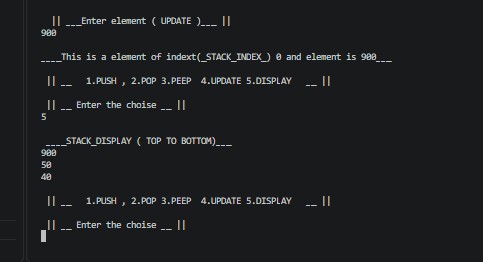 || ___Enter element ( UPDATE )___ ||
900
____This is a element of indext(_STACK_INDEX_) 0 and element is 900___
|| __ 1.PUSH , 2.POP 3.PEEP 4.UPDATE 5.DISPLAY __ ||
|| __ Enter the choise __ ||
5
____STACK_DISPLAY ( TOP TO BOTTOM)___
900
50
40
|| __ 1.PUSH , 2.POP 3.PEEP 4.UPDATE 5.DISPLAY __ ||
|| __ Enter the choise __ ||